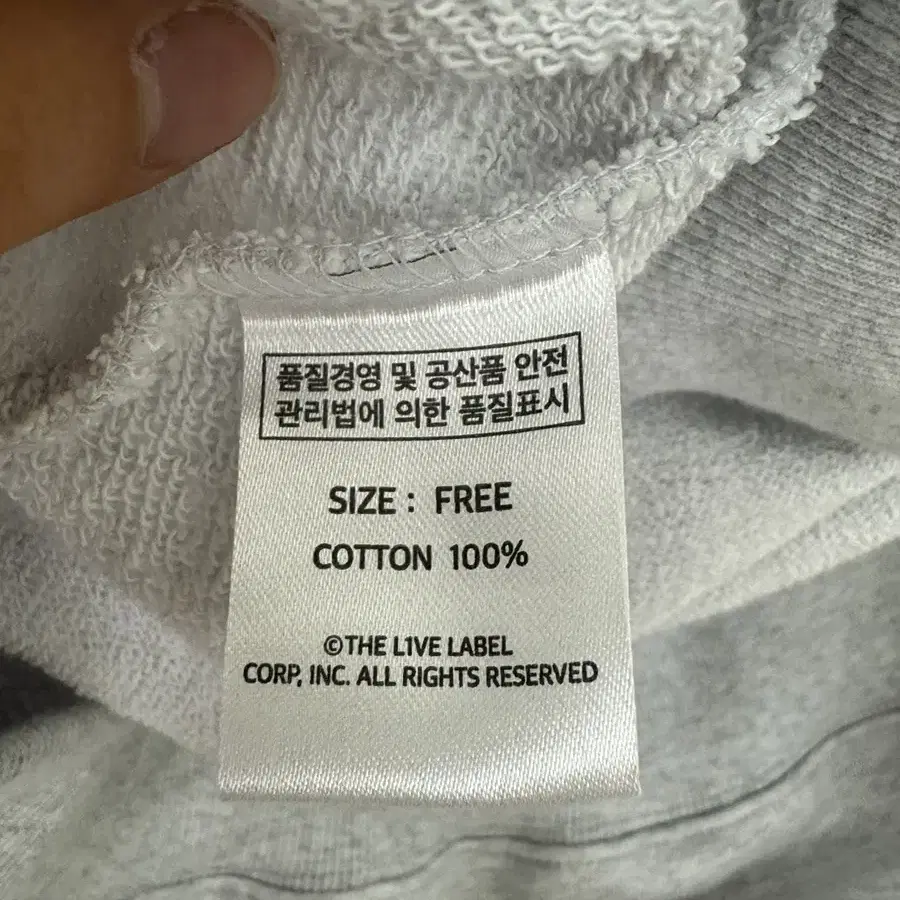 품질경영 및 공산품 안전
관리법에 의한 품질표시
SIZE : FREE
COTTON 100%
©THE L1VE LABEL
CORP, INC. ALL RIGHTS RESERVED